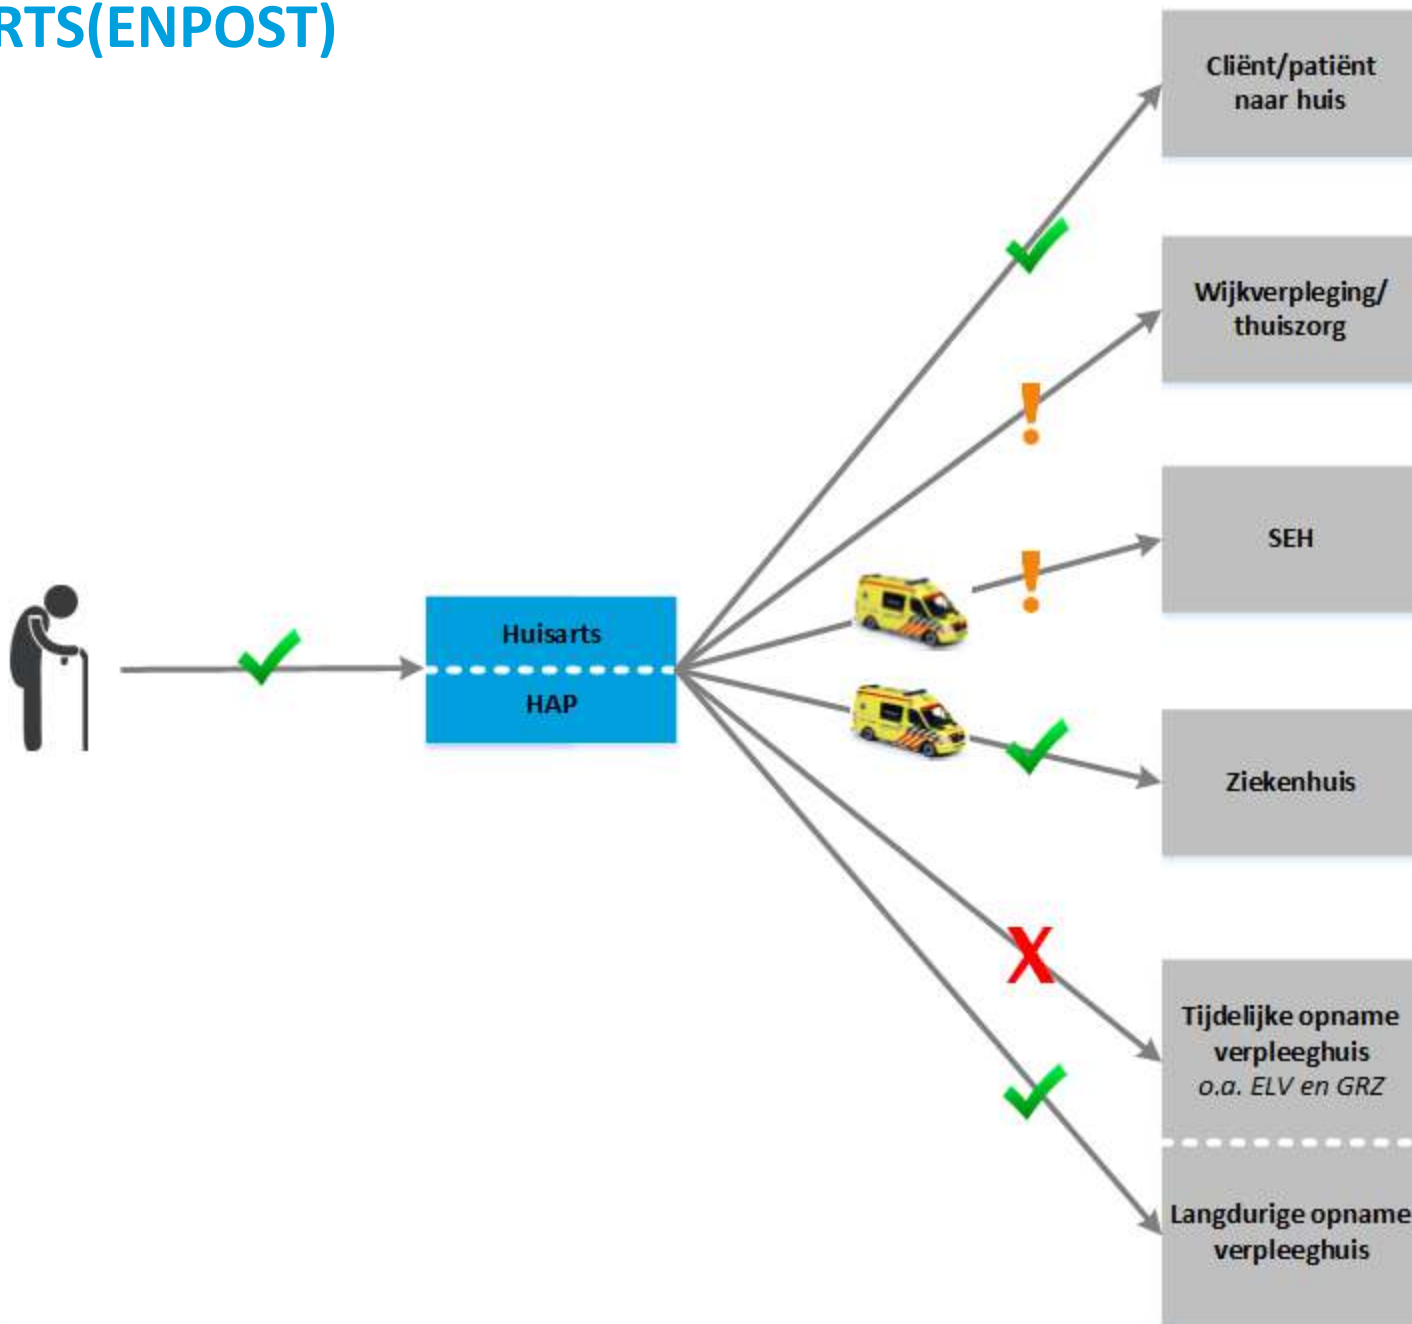 RTS(ENPOST)
Cliënt/patiënt
naar huis
Wijkverpleging/
thuiszorg
SEH
Huisarts
HAP
Ziekenhuis
Tijdelijke opname
verpleeghuis
o.a. ELV en GRZ
Langdurige opname
verpleeghuis